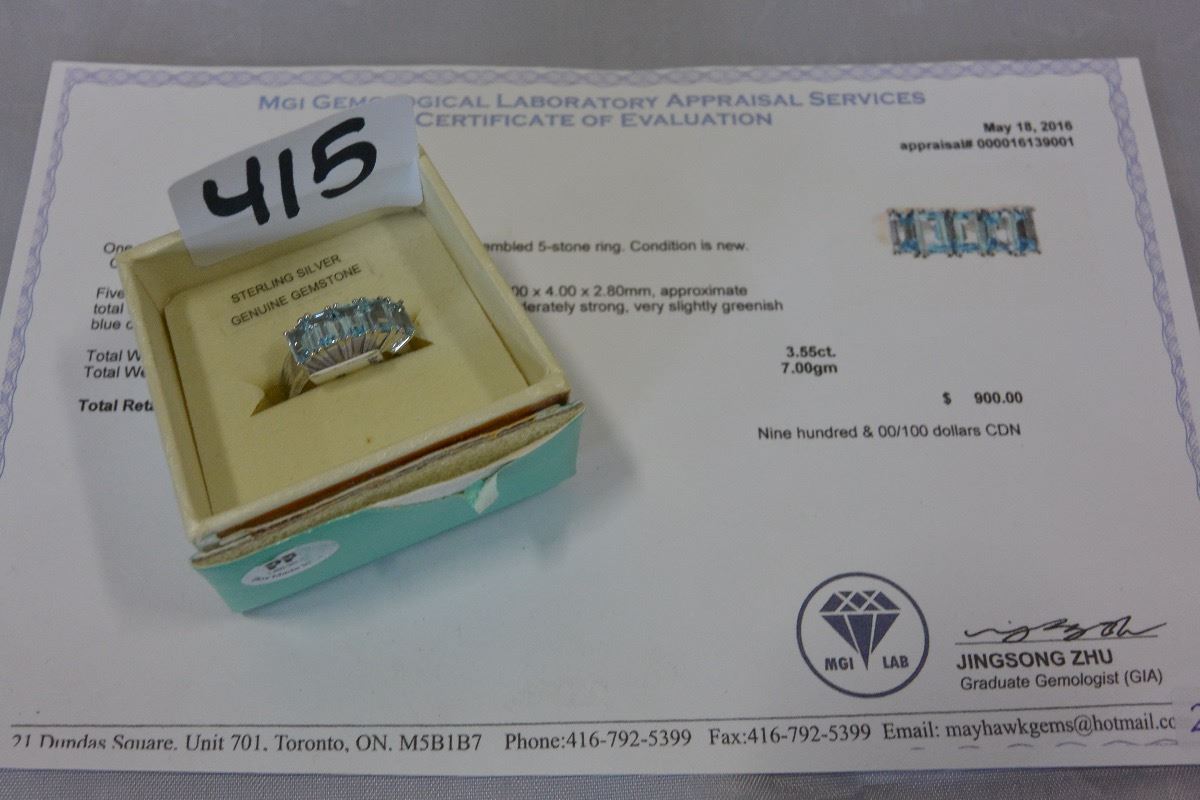 MGI GEMOLOGICAL LABORATORY APPRAISAL SERVICES
CERTIFICATE OF EVALUATION
May 18, 2016
appraisal# 000016139001
415
One
mbled 5-stone ring. Condition is new.
Five
00 x 4.00 x 2.80mm, approximate
total
derately strong, very slightly greenish
blue c
STERLING SILVER
GENUINE GEMSTONE
Total W
3.55ct.
Total We
7.00gm
Total Reta
$ 900.00
Nine hundred & 00/100 dollars CDN
PP
MGI LAB
JINGSONG ZHU
Graduate Gemologist (GIA)
21 Dundas Square, Unit 701, Toronto, ON, M5B1B7 Phone:416-792-5399 Fax:416-792-5399 Email: mayhawkgems@hotmail.cc